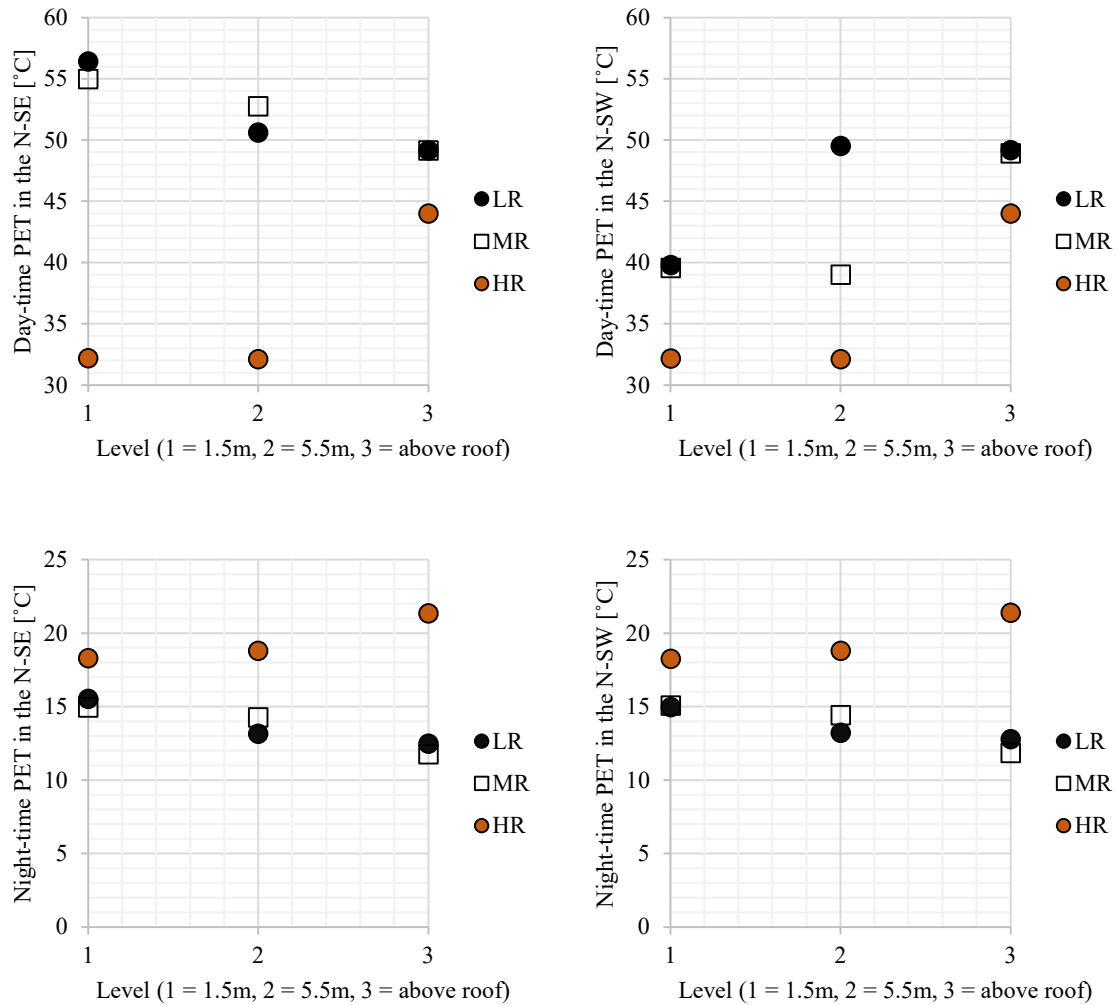 Day-time PET in the N-SE [˚C]
60
55
50
45
40
35
30
1 2 3
Level (1 = 1.5m, 2 = 5.5m, 3 = above roof)
LR
MR
HR
Day-time PET in the N-SW [˚C]
60
55
50
45
40
35
30
1 2 3
Level (1 = 1.5m, 2 = 5.5m, 3 = above roof)
LR
MR
HR
Night-time PET in the N-SE [˚C]
25
20
15
10
5
0
1 2 3
Level (1 = 1.5m, 2 = 5.5m, 3 = above roof)
LR
MR
HR
Night-time PET in the N-SW [˚C]
25
20
15
10
5
0
1 2 3
Level (1 = 1.5m, 2 = 5.5m, 3 = above roof)
LR
MR
HR